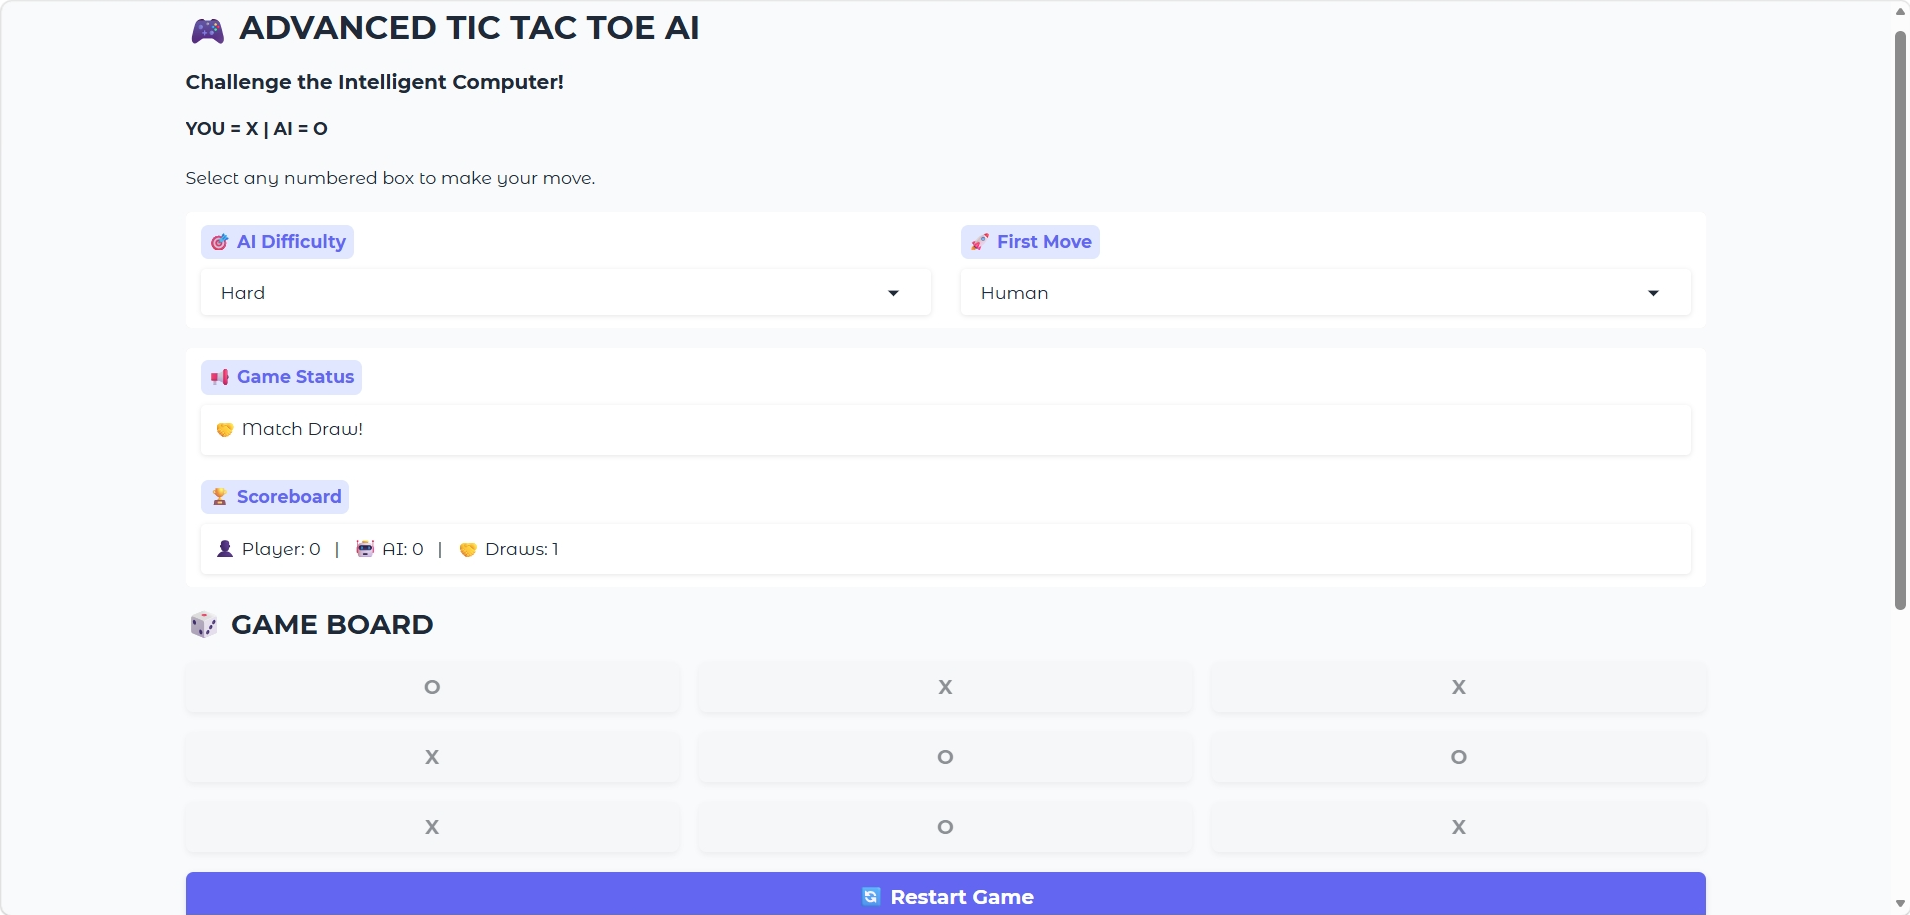 🎮 ADVANCED TIC TAC TOE AI
Challenge the Intelligent Computer!
YOU = X | AI = O
Select any numbered box to make your move.
🎯 AI Difficulty 🚀 First Move
Hard Human
📢 Game Status
🤝 Match Draw!
🏆 Scoreboard
👤 Player: 0 | 🤖 AI: 0 | 🤝 Draws: 1
🎲 GAME BOARD
O X X
X O O
X O X
🔄 Restart Game